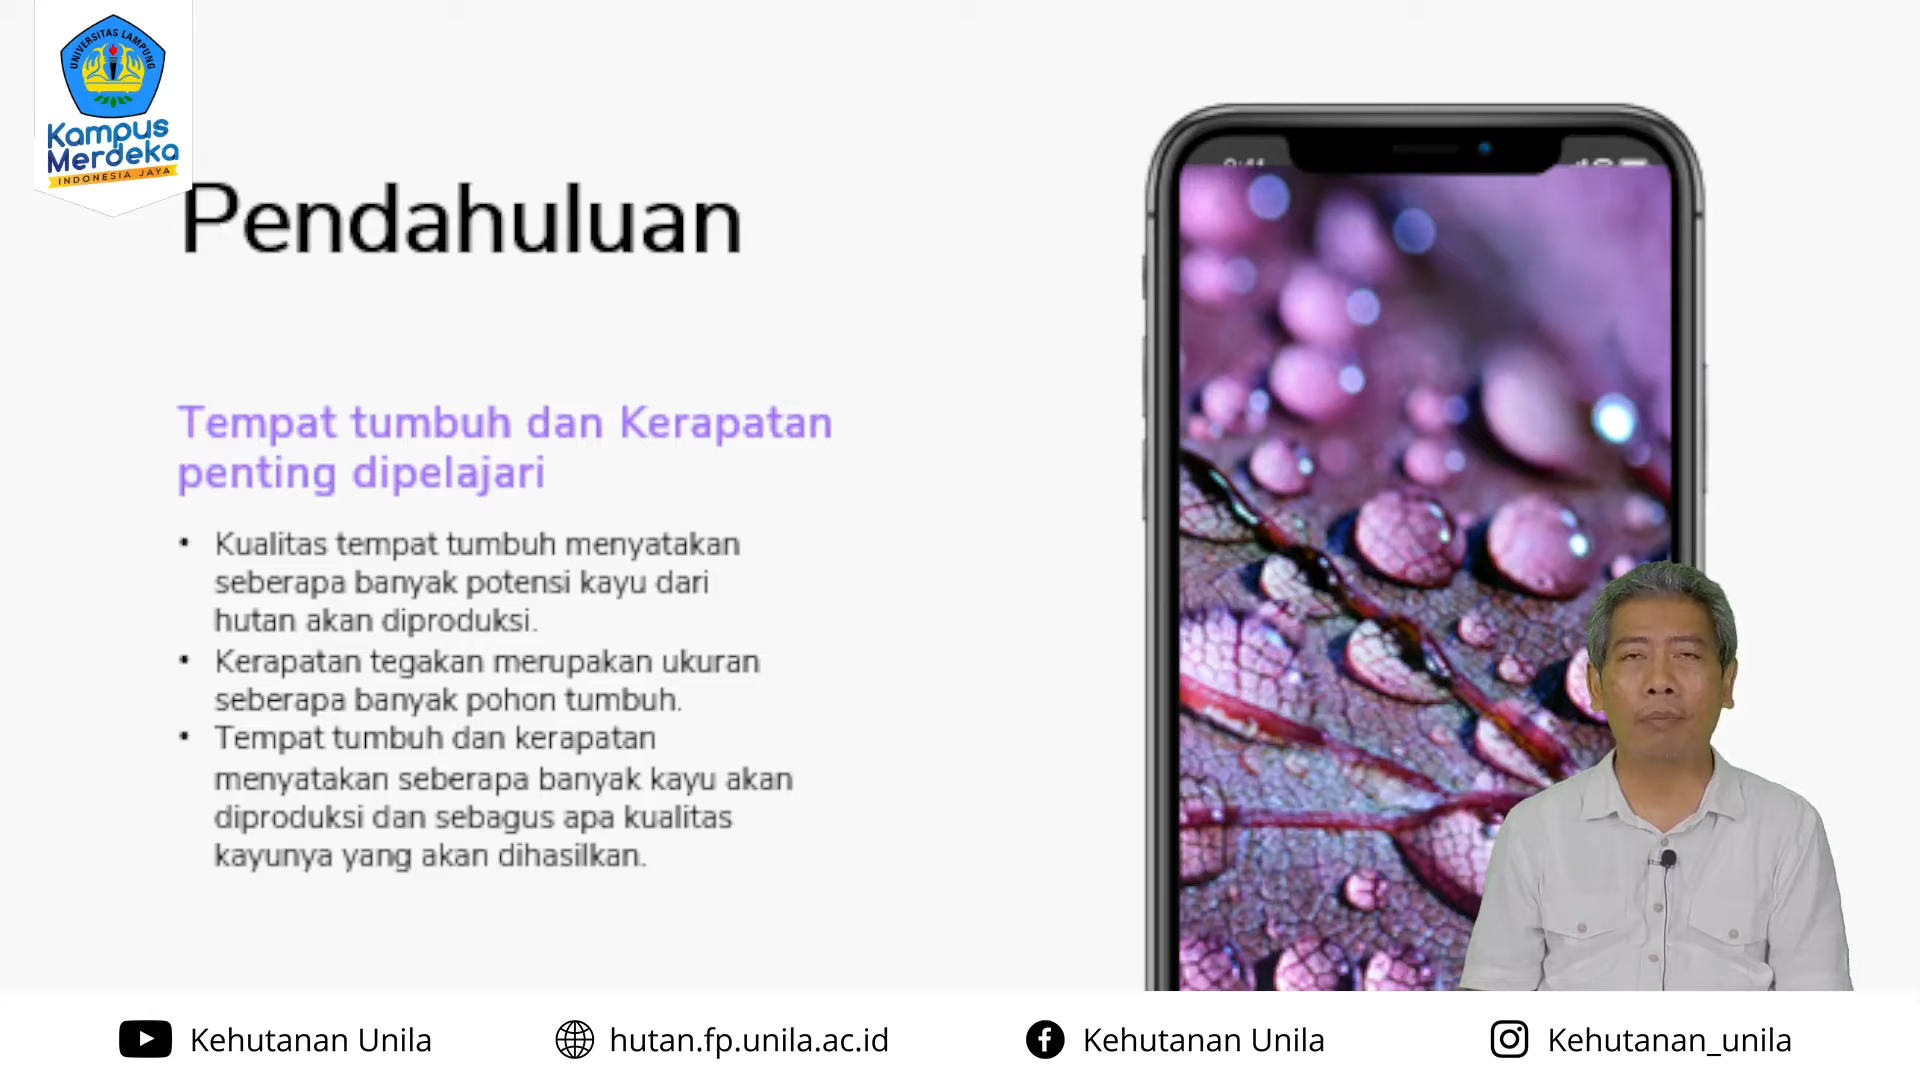 UNIVERSITAS LAMPUNG
Kampus
Merdeka
INDONESIA JAYA
Pendahuluan
Tempat tumbuh dan Kerapatan
penting dipelajari
• Kualitas tempat tumbuh menyatakan
seberapa banyak potensi kayu dari
hutan akan diproduksi.
• Kerapatan tegakan merupakan ukuran
seberapa banyak pohon tumbuh.
• Tempat tumbuh dan kerapatan
menyatakan seberapa banyak kayu akan
diproduksi dan sebagus apa kualitas
kayunya yang akan dihasilkan.
Kehutanan Unila
hutan.fp.unila.ac.id
Kehutanan Unila
Kehutanan_unila